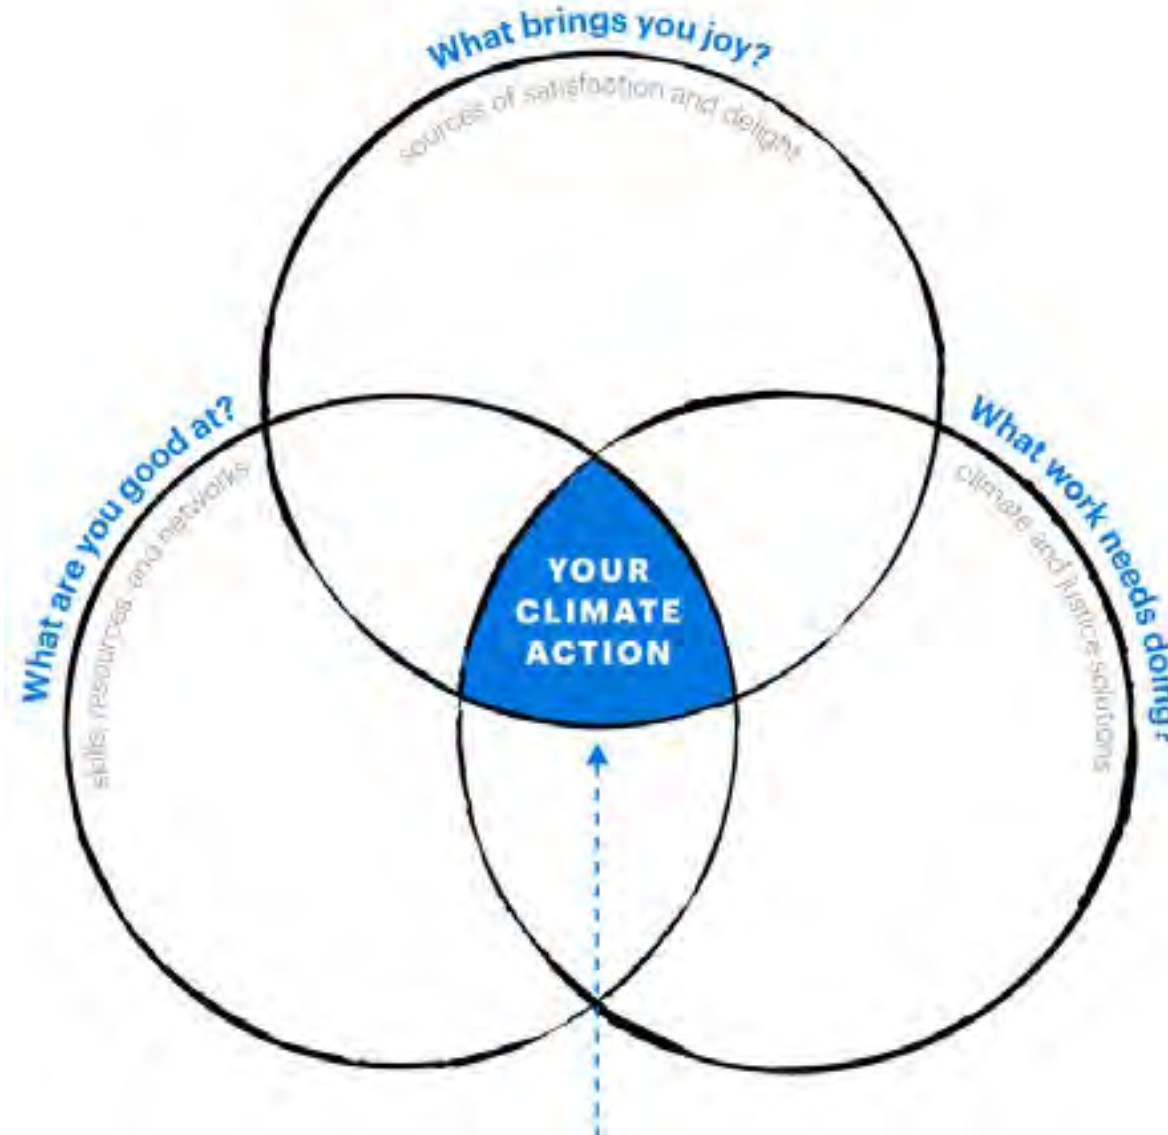 What brings you joy?
sources of satisfaction and delight
What are you good at?
skills, resources, and networks
What work needs doing?
climate and justice solutions
YOUR
CLIMATE
ACTION